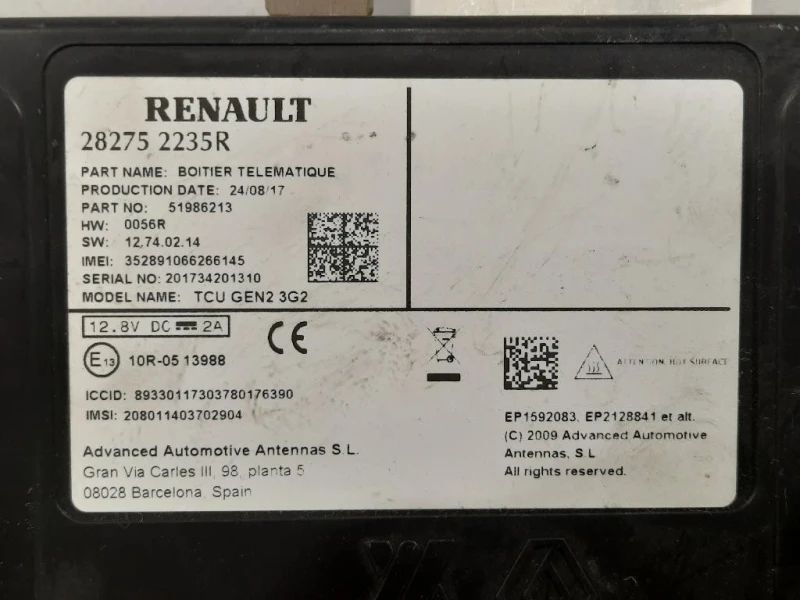 RENAULT
28275 2235R
PART NAME: BOITIER TELEMATIQUE
PRODUCTION DATE: 24/08/17
PART NO: 51986213
HW: 0056R
SW: 12,74.02.14
IMEI: 352891066266145
SERIAL NO: 201734201310
MODEL NAME: TCU GEN2 3G2
12.8V DC 2A
CE
E13 10R-05 13988
ATTENTION, HOT SURFACE
ICCID: 89330117303780176390
IMSI: 208011403702904
Advanced Automotive Antennas S.L.
Gran Via Carles III, 98, planta 5
08028 Barcelona, Spain
EP1592083, EP2128841 et alt.
(C) 2009 Advanced Automotive
Antennas, S.L
All rights reserved.